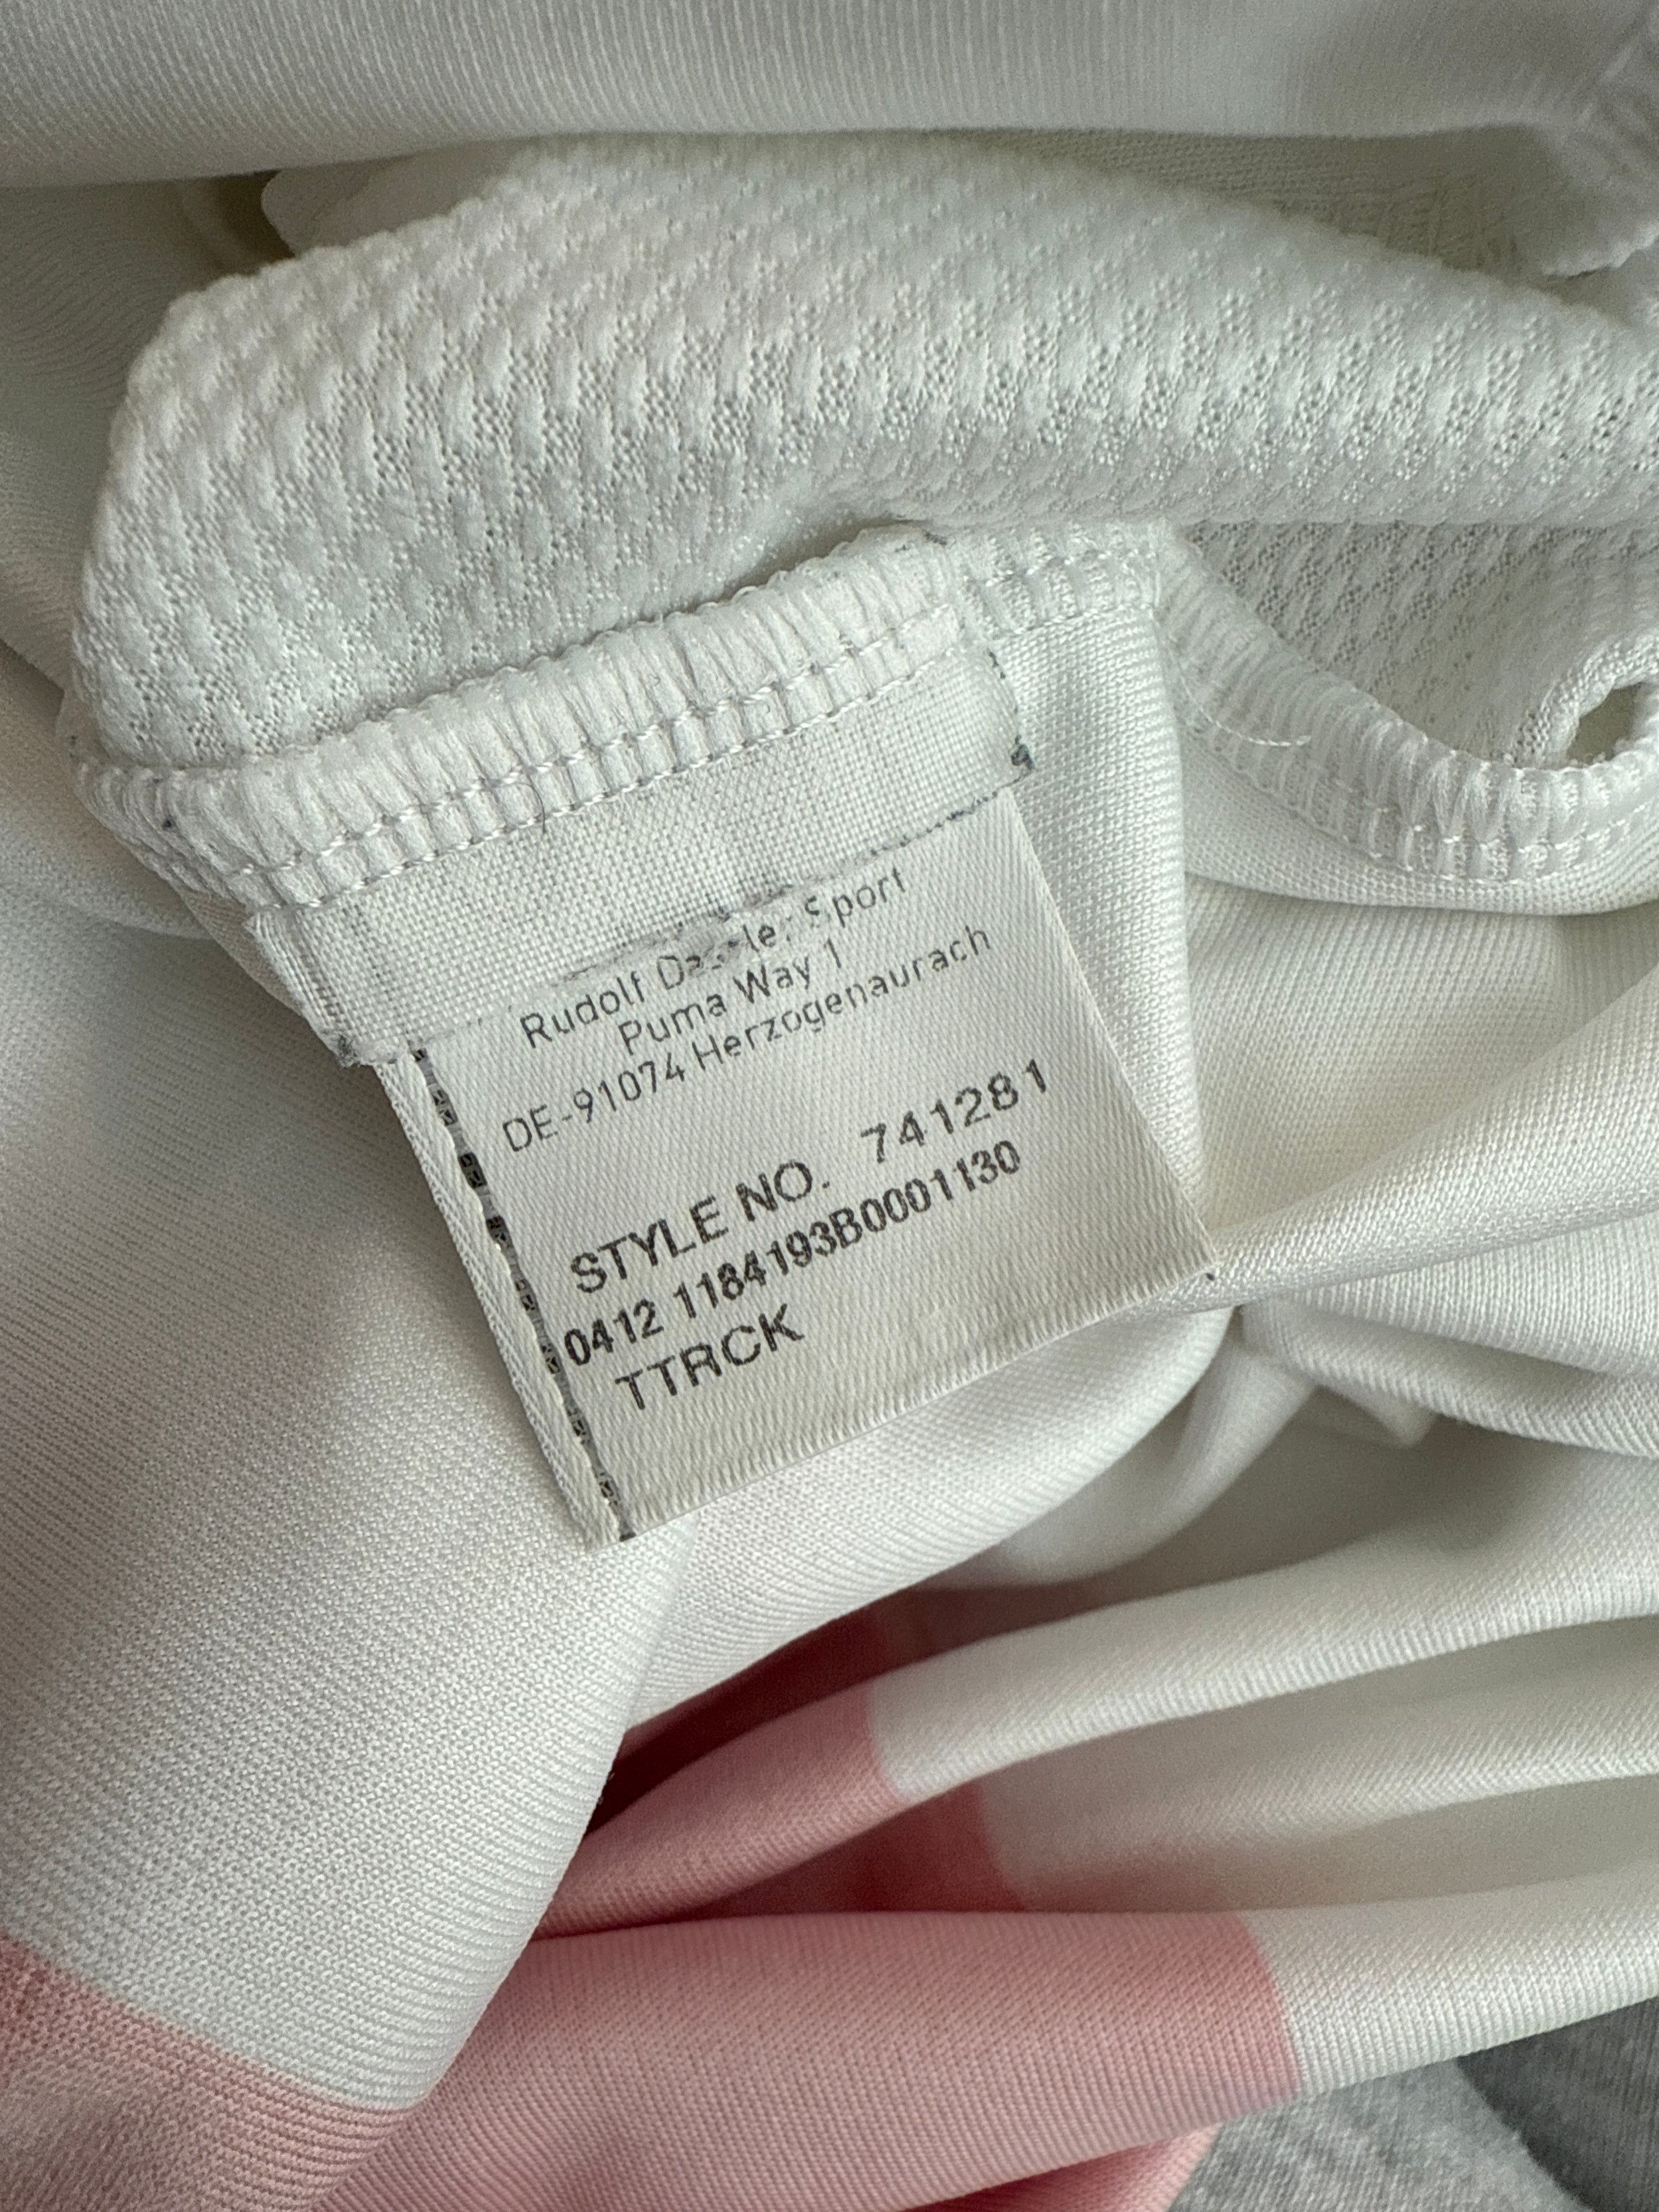 Rudolf Dassler Sport
Puma Way 1
DE-91074 Herzogenaurach
STYLE NO. 741281
0412 1184193B0001130
TTRCK